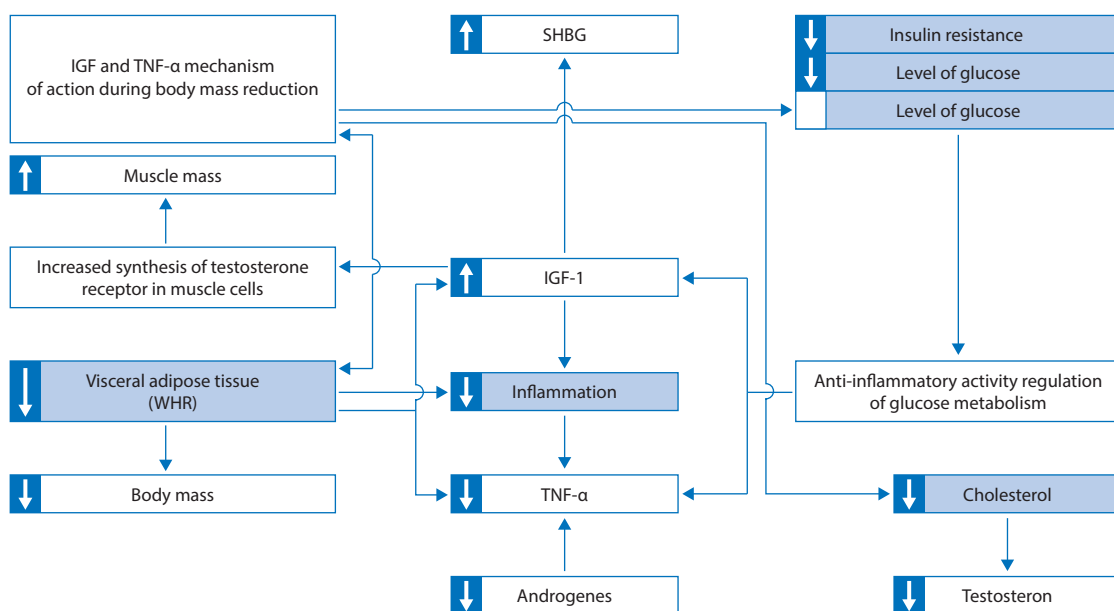 IGF and TNF-α mechanism
of action during body mass reduction
SHBG
Insulin resistance
Level of glucose
Level of glucose
Muscle mass
Increased synthesis of testosterone
receptor in muscle cells
IGF-1
Visceral adipose tissue
(WHR)
Inflammation
Anti-inflammatory activity regulation
of glucose metabolism
Body mass
TNF-α
Cholesterol
Androgenes
Testosteron